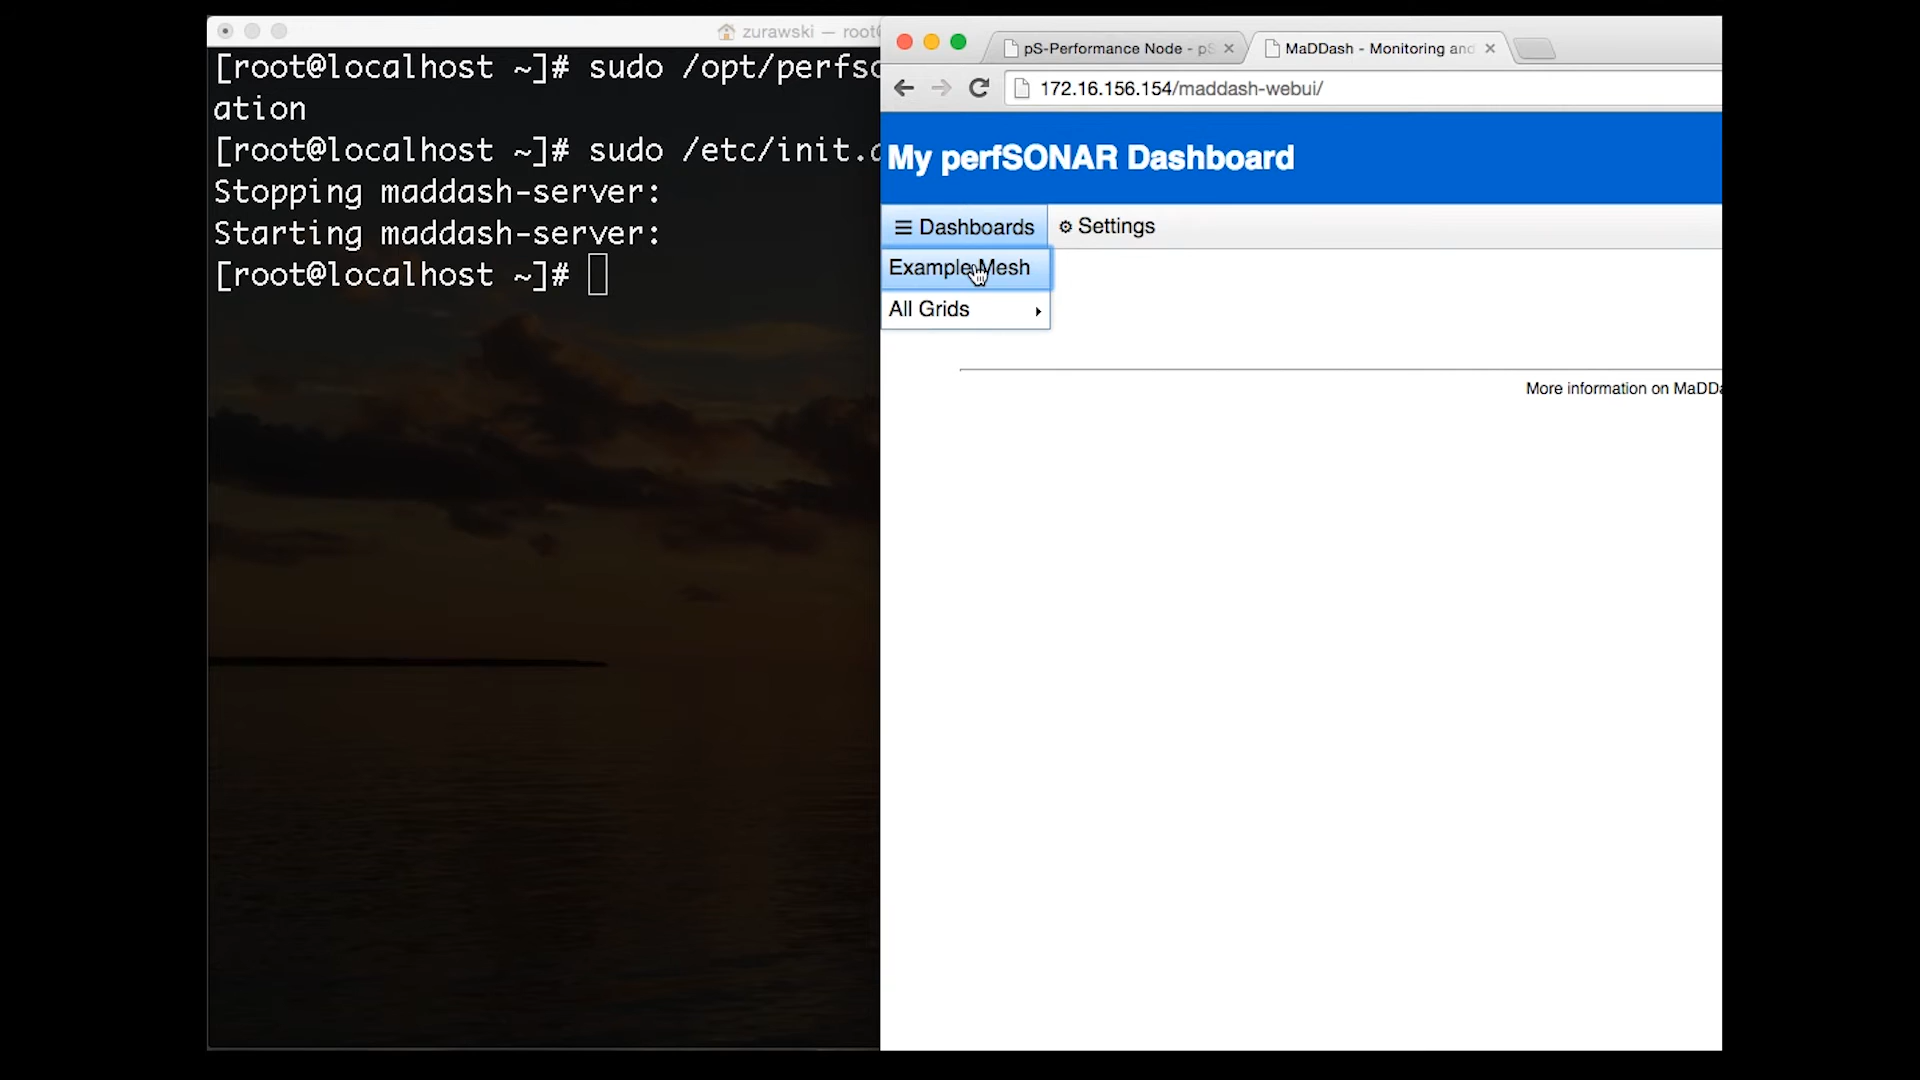 zurawski — root
[root@localhost ~]# sudo /opt/perfso
ation
[root@localhost ~]# sudo /etc/init.d
Stopping maddash-server:
Starting maddash-server:
[root@localhost ~]#
pS-Performance Node - pS
MaDDash - Monitoring and
172.16.156.154/maddash-webui/
My perfSONAR Dashboard
☰ Dashboards
⚙ Settings
Example Mesh
All Grids
More information on MaDDa